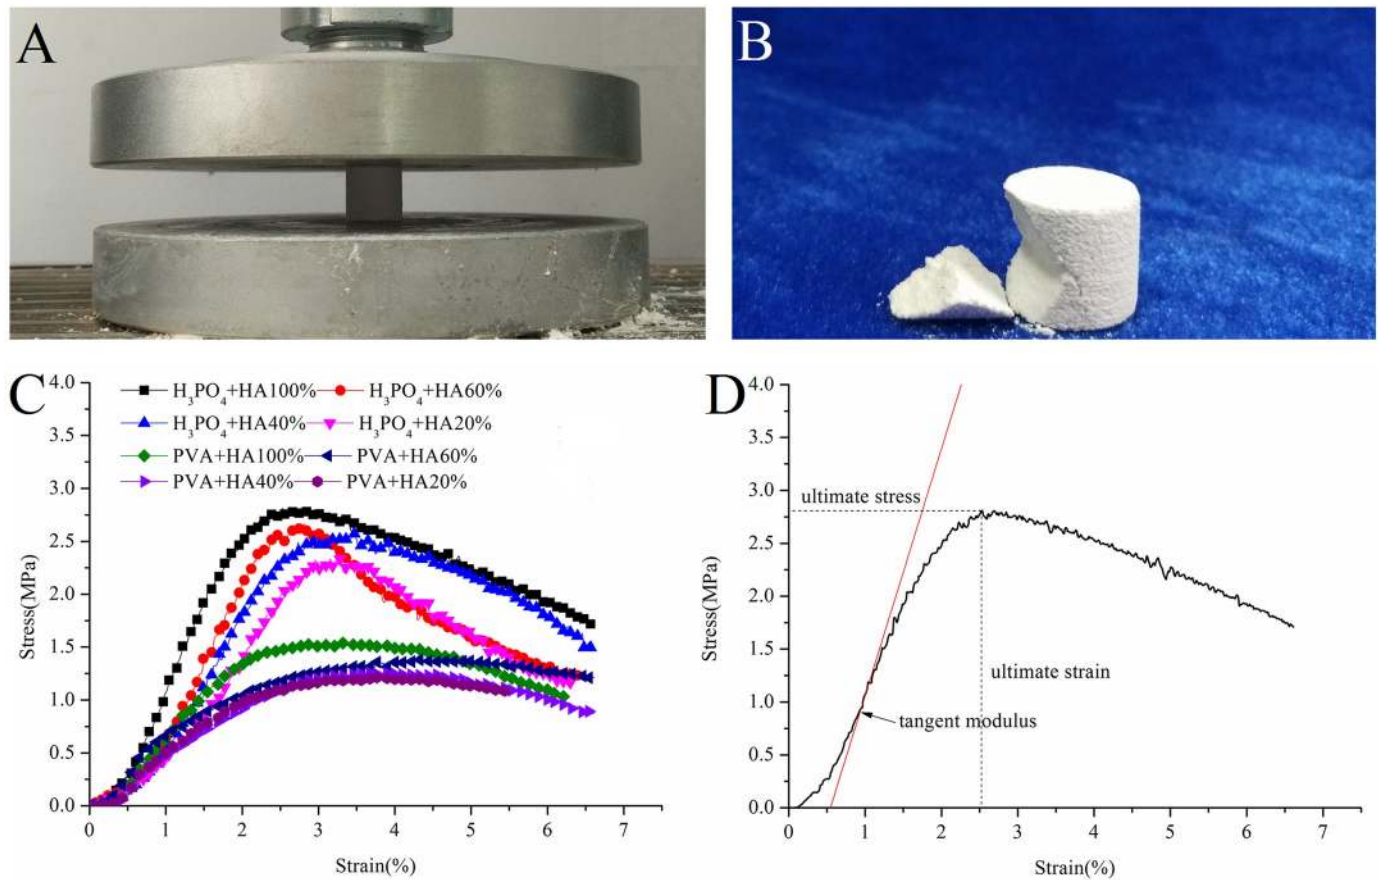 A
B
C
4.0
3.5
3.0
2.5
2.0
1.5
1.0
0.5
0.0
Stress(MPa)
H3PO4+HA100%
H3PO4+HA60%
H3PO4+HA40%
H3PO4+HA20%
PVA+HA100%
PVA+HA60%
PVA+HA40%
PVA+HA20%
0 1 2 3 4 5 6 7
Strain(%)
D
4.0
3.5
3.0
2.5
2.0
1.5
1.0
0.5
0.0
Stress(MPa)
ultimate stress
ultimate strain
tangent modulus
0 1 2 3 4 5 6 7
Strain(%)